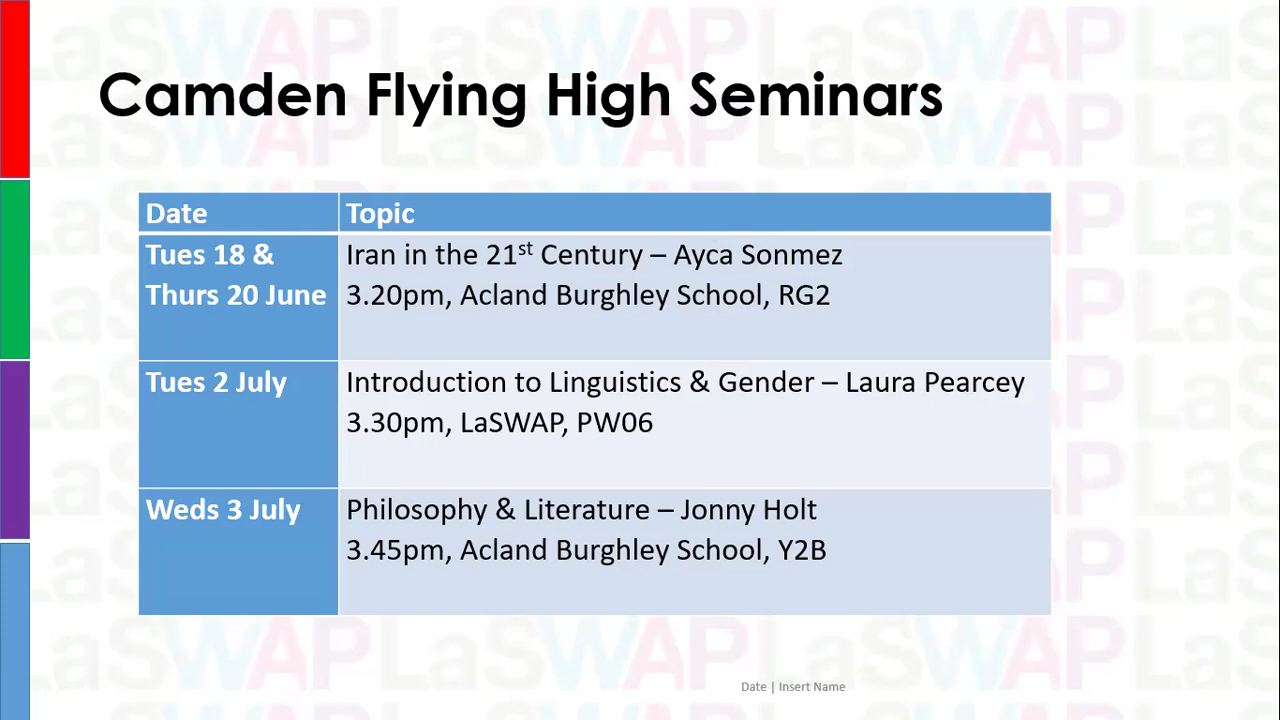 Camden Flying High Seminars
Date
Topic
Tues 18 &
Thurs 20 June
Iran in the 21st Century – Ayca Sonmez
3.20pm, Acland Burghley School, RG2
Tues 2 July
Introduction to Linguistics & Gender – Laura Pearcey
3.30pm, LaSWAP, PW06
Weds 3 July
Philosophy & Literature – Jonny Holt
3.45pm, Acland Burghley School, Y2B
Date | Insert Name